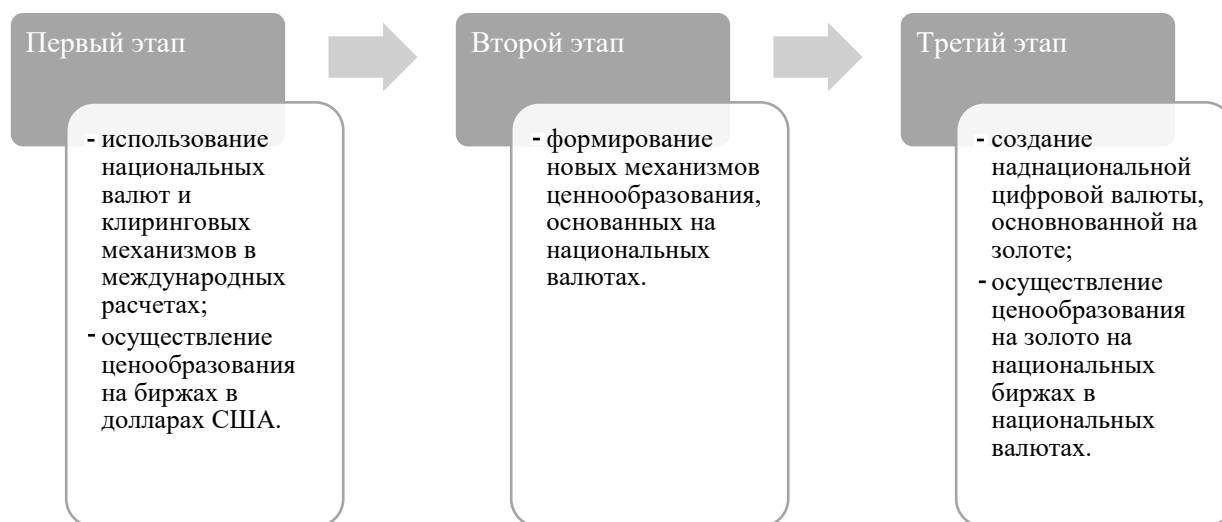 Первый этап
- использование
национальных
валют и
клиринговых
механизмов в
международных
расчетах;
- осуществление
ценообразования
на биржах в
долларах США.
Второй этап
- формирование
новых механизмов
ценнообразования,
основанных на
национальных
валютах.
Третий этап
- создание
наднациональной
цифровой валюты,
основнованной на
золоте;
- осуществление
ценообразования
на золото на
национальных
биржах в
национальных
валютах.